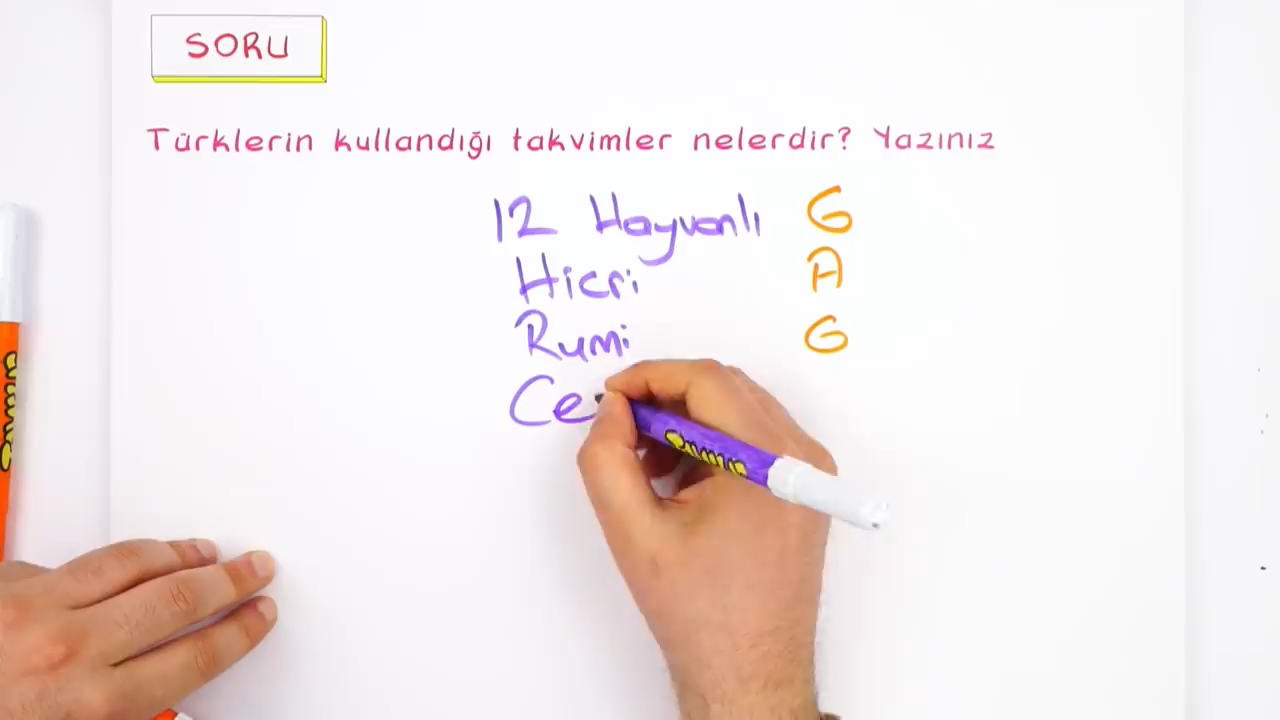 SORU
Türklerin kullandığı takvimler nelerdir? Yazınız
12 Hayvanlı G
Hicri A
Rumi G
Ce